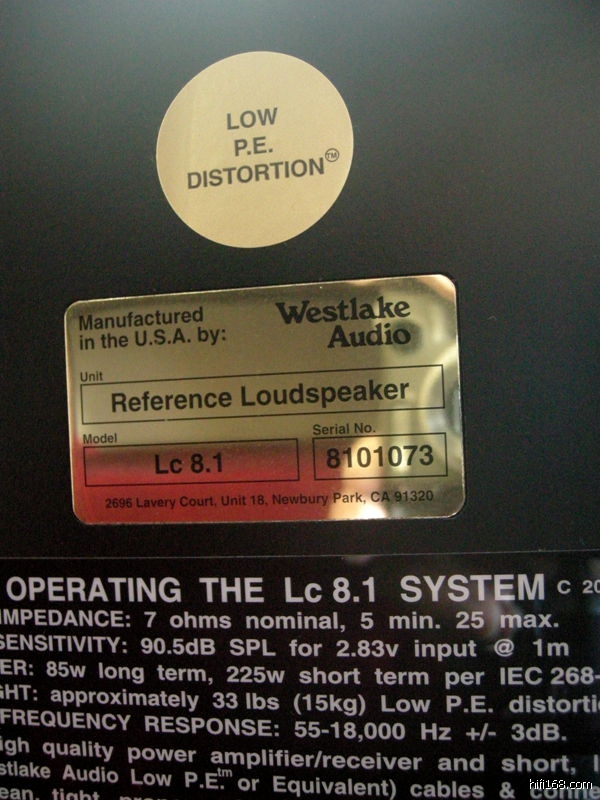 LOW
P.E.
DISTORTION™
Manufactured
in the U.S.A. by:
Westlake
Audio
Unit
Reference Loudspeaker
Model
Lc 8.1
Serial No.
8101073
2696 Lavery Court, Unit 18, Newbury Park, CA 91320
OPERATING THE Lc 8.1 SYSTEM C 20
IMPEDANCE: 7 ohms nominal, 5 min. 25 max.
SENSITIVITY: 90.5dB SPL for 2.83v input @ 1m
ER: 85w long term, 225w short term per IEC 268-
GHT: approximately 33 lbs (15kg) Low P.E. distorti
FREQUENCY RESPONSE: 55-18,000 Hz +/- 3dB.
igh quality power amplifier/receiver and short, l
stlake Audio Low P.E.tm or Equivalent) cables & conne
ean, tight
hifi168.com